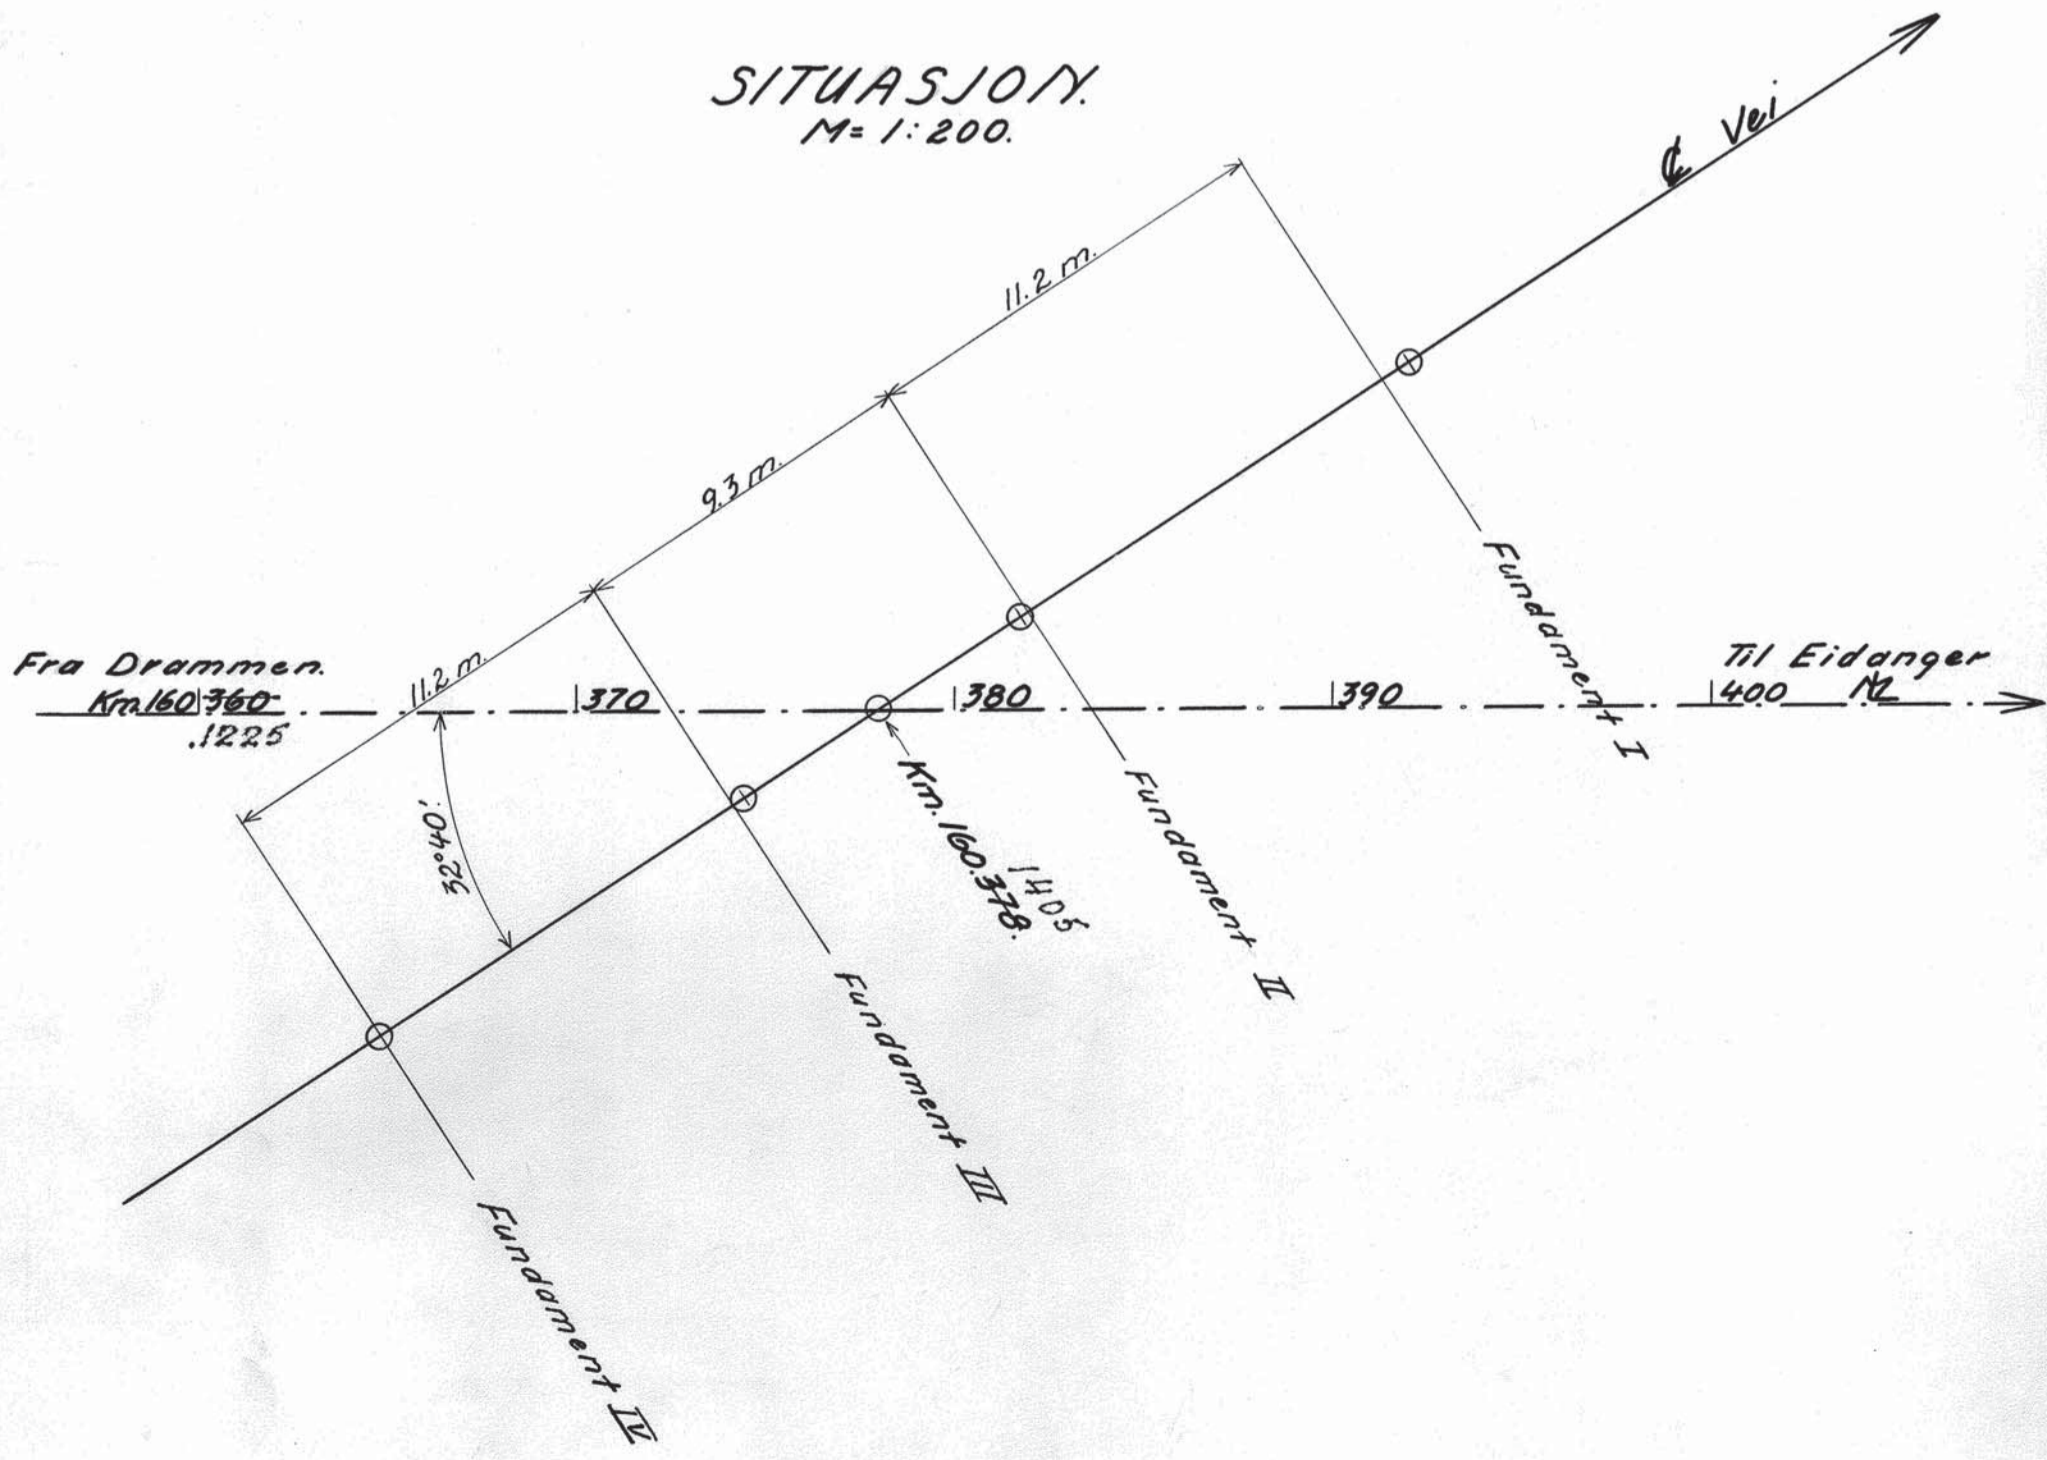 SITUASJON.
M= 1:200.
℄ Vei
11.2 m.
9.3 m.
11.2 m.
Fra Drammen.
Km.160 360
.1225
370
380
390
400
Til Eidanger
32°40'
Km. 160.378.
1405
Fundament I
Fundament II
Fundament III
Fundament IV